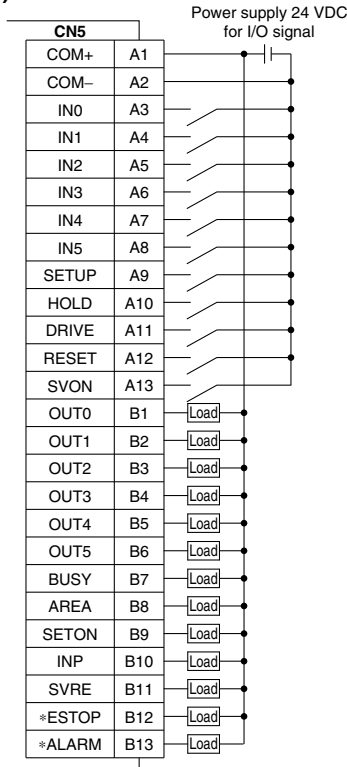 Power supply 24 VDC
for I/O signal
CN5
COM+ A1
COM– A2
IN0 A3
IN1 A4
IN2 A5
IN3 A6
IN4 A7
IN5 A8
SETUP A9
HOLD A10
DRIVE A11
RESET A12
SVON A13
OUT0 B1 Load
OUT1 B2 Load
OUT2 B3 Load
OUT3 B4 Load
OUT4 B5 Load
OUT5 B6 Load
BUSY B7 Load
AREA B8 Load
SETON B9 Load
INP B10 Load
SVRE B11 Load
*ESTOP B12 Load
*ALARM B13 Load